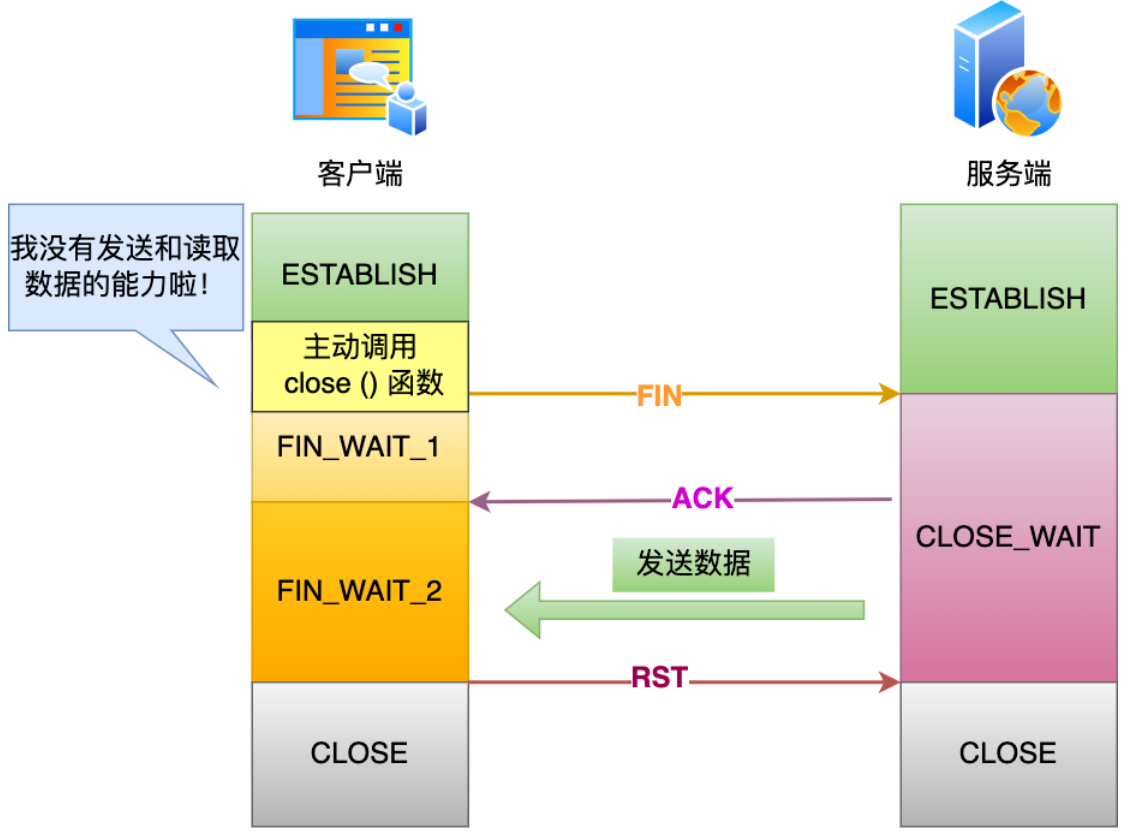 客户端
服务端
我没有发送和读取
数据的能力啦！
ESTABLISH
ESTABLISH
主动调用
close () 函数
FIN
FIN_WAIT_1
ACK
CLOSE_WAIT
发送数据
FIN_WAIT_2
RST
CLOSE
CLOSE